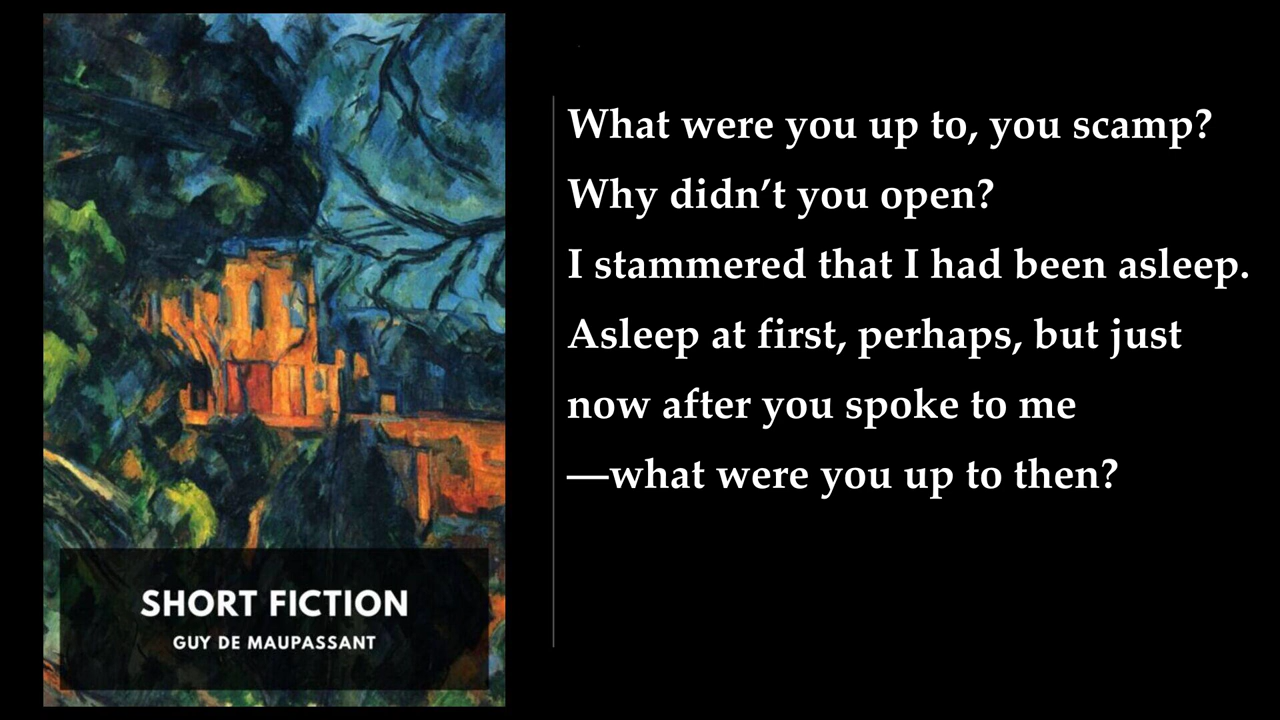 SHORT FICTION
GUY DE MAUPASSANT
What were you up to, you scamp?
Why didn’t you open?
I stammered that I had been asleep.
Asleep at first, perhaps, but just
now after you spoke to me
—what were you up to then?